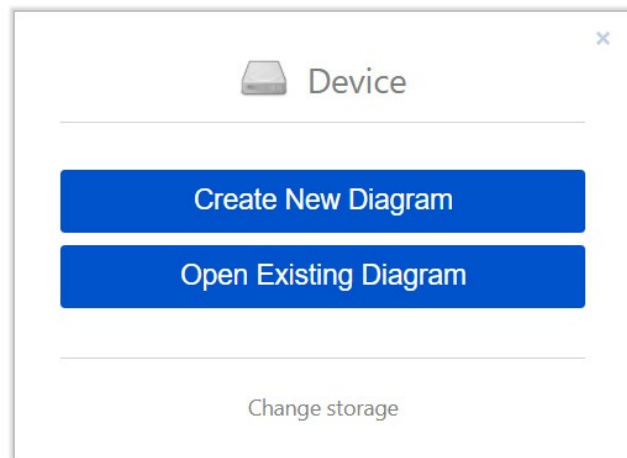 Device
Create New Diagram
Open Existing Diagram
Change storage